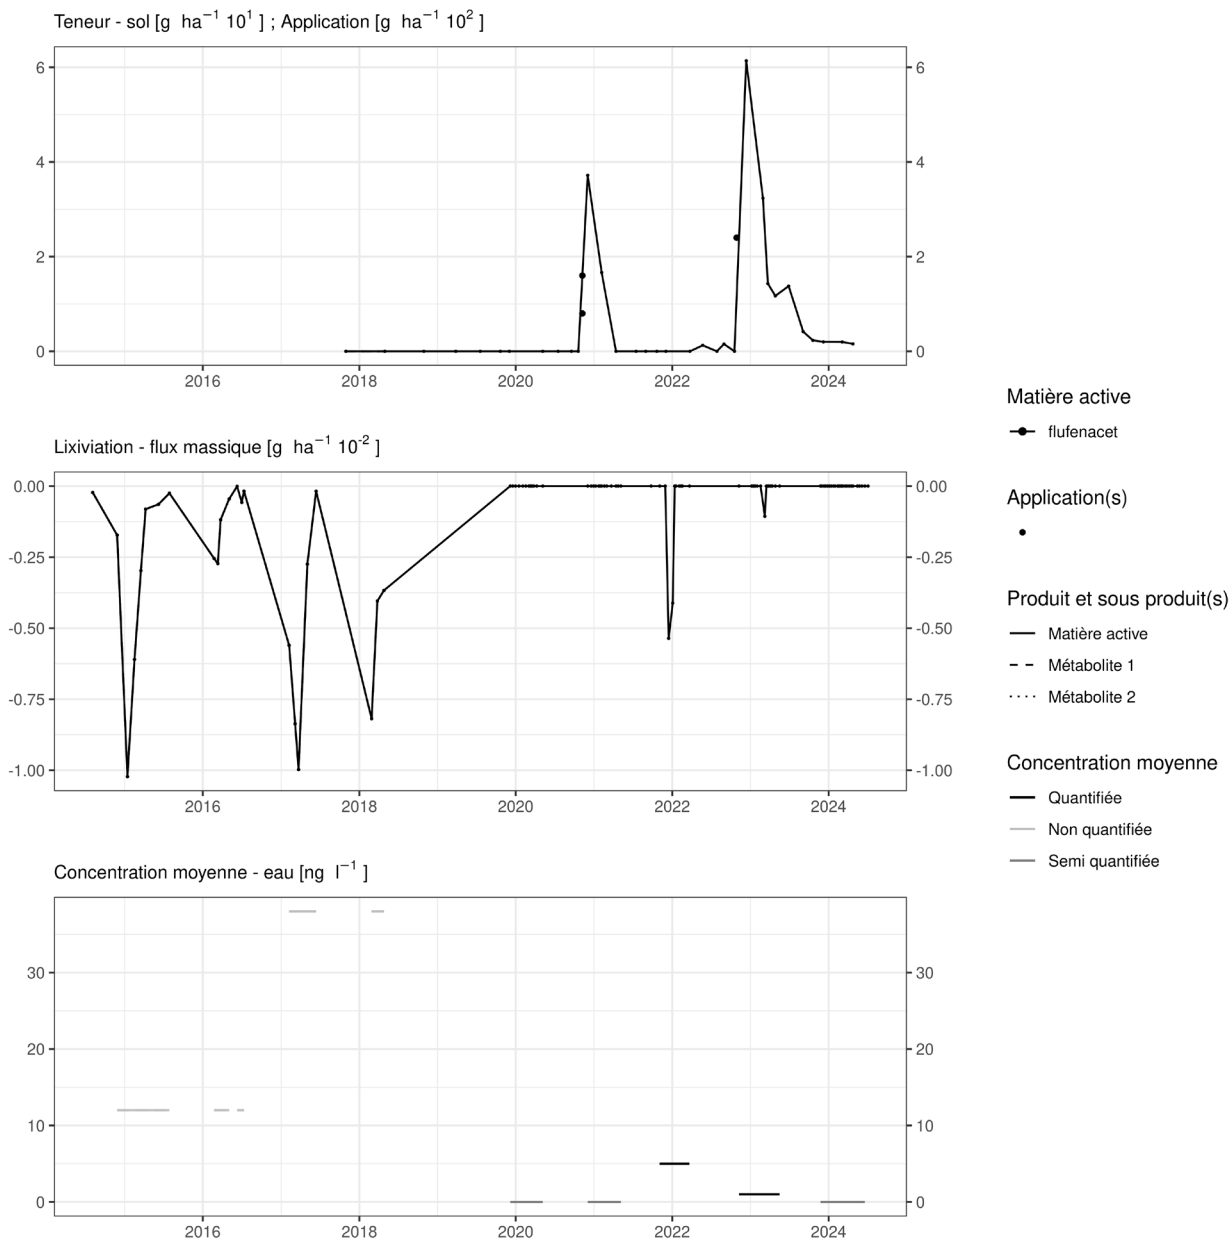 Teneur - sol [g ha⁻¹ 10¹ ] ; Application [g ha⁻¹ 10² ]
6
6
4
4
2
2
0
0
2016
2018
2020
2022
2024
Lixiviation - flux massique [g ha⁻¹ 10⁻² ]
0.00
0.00
-0.25
-0.25
-0.50
-0.50
-0.75
-0.75
-1.00
-1.00
2016
2018
2020
2022
2024
Concentration moyenne - eau [ng l⁻¹ ]
30
30
20
20
10
10
0
0
2016
2018
2020
2022
2024
Matière active
flufenacet
Application(s)
Produit et sous produit(s)
Matière active
Métabolite 1
Métabolite 2
Concentration moyenne
Quantifiée
Non quantifiée
Semi quantifiée